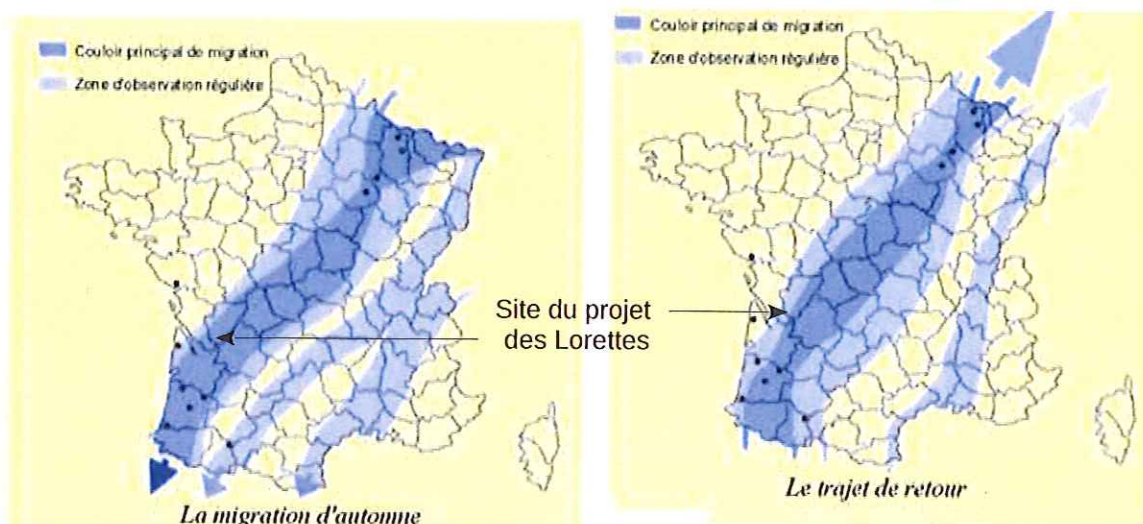 Couloir principal de migration
Zone d'observation régulière
La migration d'automne
Site du projet
des Lorettes
Couloir principal de migration
Zone d'observation régulière
Le trajet de retour